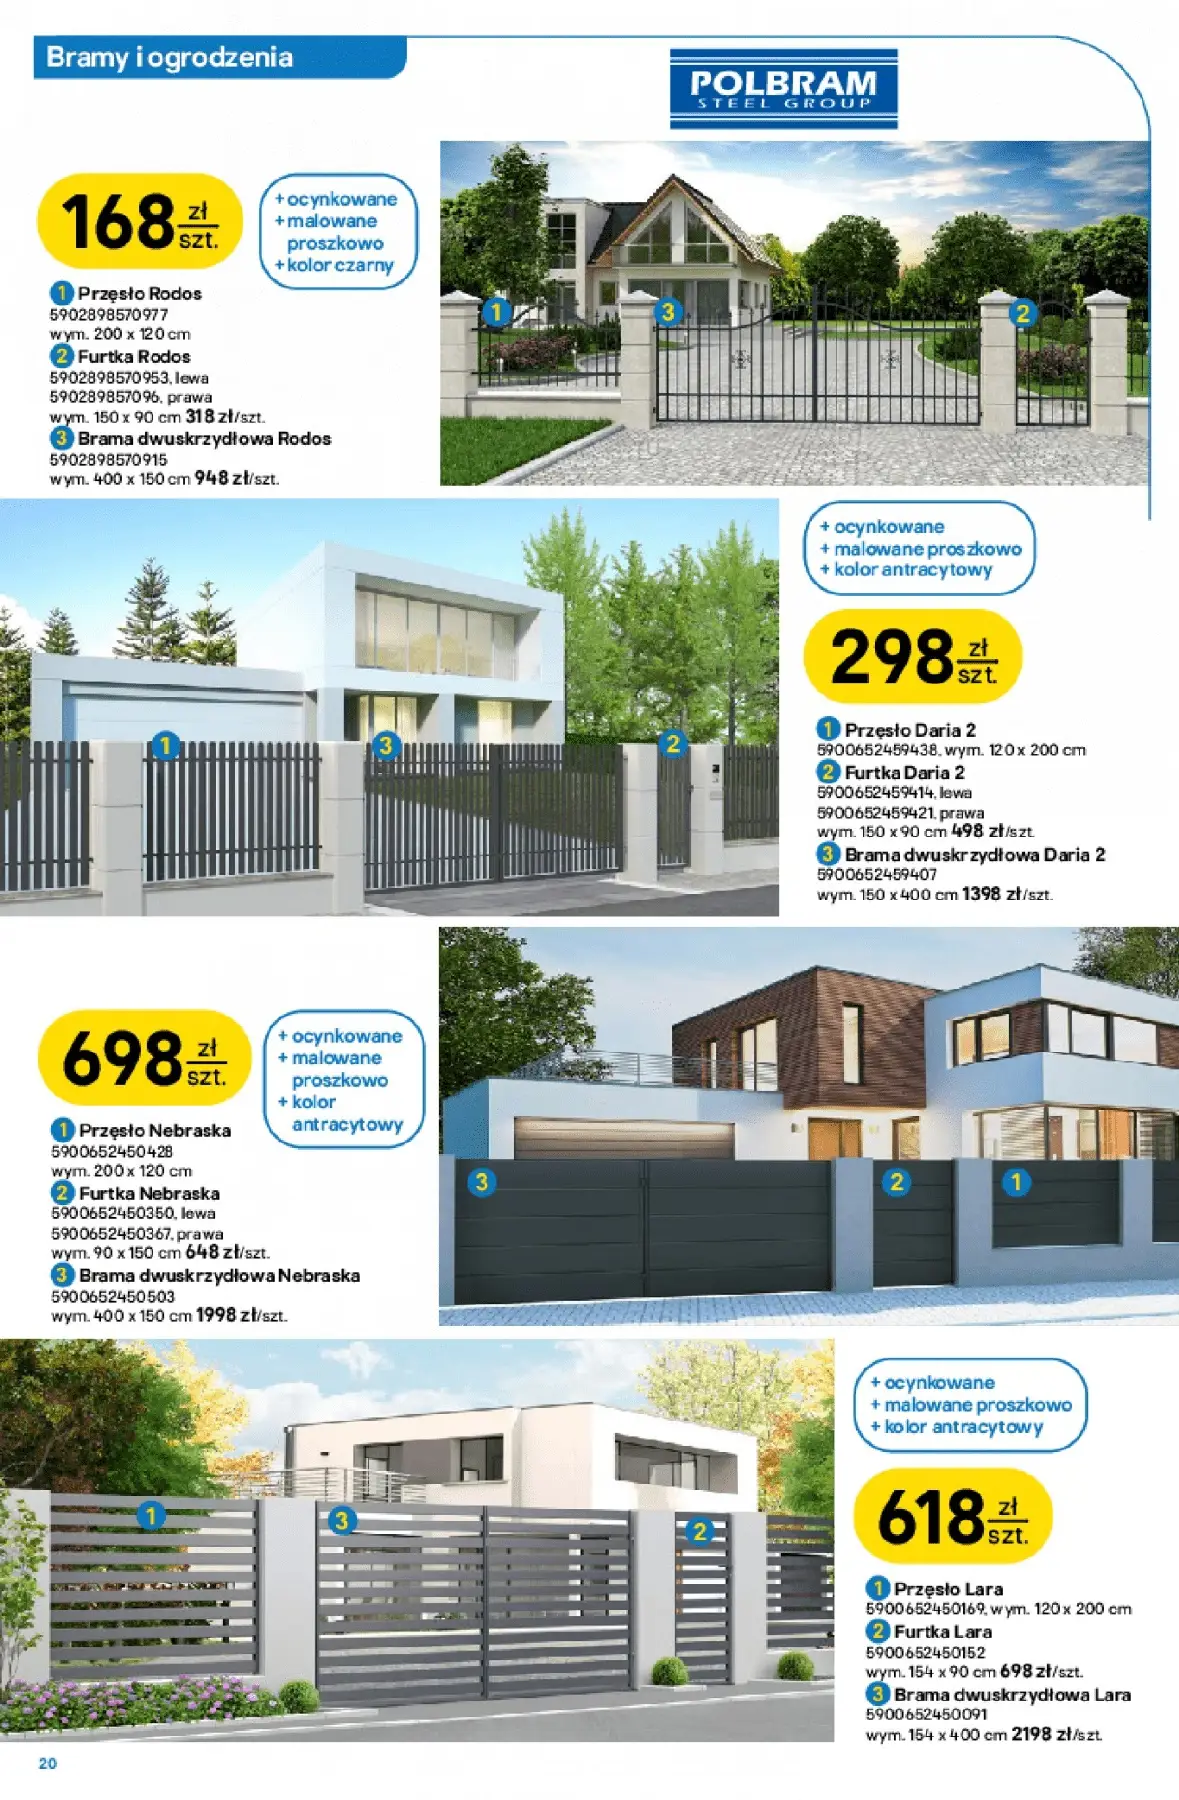 Bramy i ogrodzenia
POLBRAM
STEEL GROUP
168 zł
szt.
+ ocynkowane
+ malowane
proszkowo
+ kolor czarny
1 Przęsło Rodos
5902898570977
wym. 200 x 120 cm
2 Furtka Rodos
5902898570953, lewa
590289857096, prawa
wym. 150 x 90 cm 318 zł/szt.
3 Brama dwuskrzydłowa Rodos
5902898570915
wym. 400 x 150 cm 948 zł/szt.
1
3
2
+ ocynkowane
+ malowane proszkowo
+ kolor antracytowy
298 zł
szt.
1 Przęsło Daria 2
5900652459438, wym. 120 x 200 cm
2 Furtka Daria 2
5900652459414, lewa
5900652459421, prawa
wym. 150 x 90 cm 498 zł/szt.
3 Brama dwuskrzydłowa Daria 2
5900652459407
wym. 150 x 400 cm 1398 zł/szt.
1
3
2
698 zł
szt.
+ ocynkowane
+ malowane
proszkowo
+ kolor
antracytowy
1 Przęsło Nebraska
5900652450428
wym. 200 x 120 cm
2 Furtka Nebraska
5900652450350, lewa
5900652450367, prawa
wym. 90 x 150 cm 648 zł/szt.
3 Brama dwuskrzydłowa Nebraska
5900652450503
wym. 400 x 150 cm 1998 zł/szt.
3
2
1
+ ocynkowane
+ malowane proszkowo
+ kolor antracytowy
618 zł
szt.
1 Przęsło Lara
5900652450169, wym. 120 x 200 cm
2 Furtka Lara
5900652450152
wym. 154 x 90 cm 698 zł/szt.
3 Brama dwuskrzydłowa Lara
5900652450091
wym. 154 x 400 cm 2198 zł/szt.
1
3
2
20